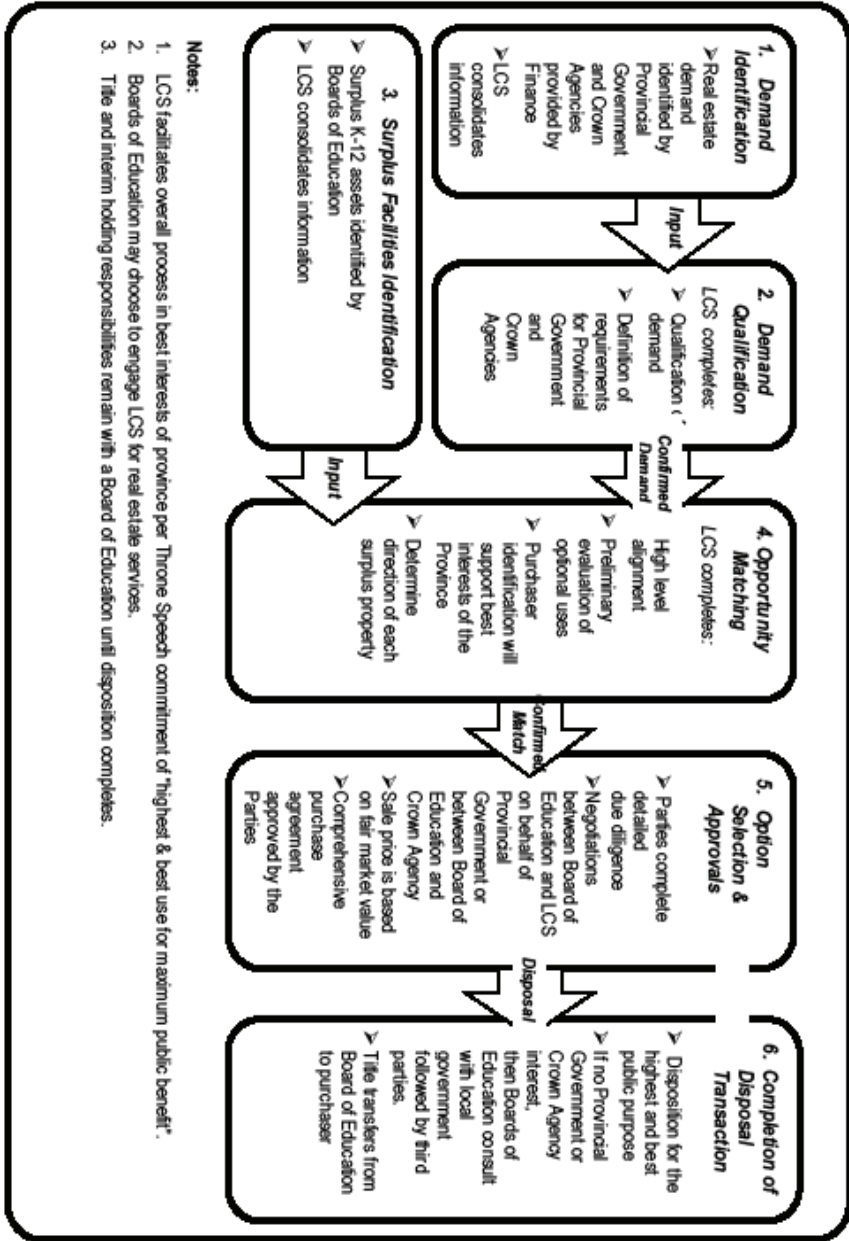 1. Demand
Identification
➢ Real estate
demand
identified by
Provincial
Government
and Crown
Agencies
provided by
Finance
➢ LCS
consolidates
information
Input
2. Demand
Qualification
LCS completes:
➢ Qualification
demand
➢ Definition of
requirements
for Provincial
Government
and
Crown
Agencies
Confirmed
Demand
3. Surplus Facilities Identification
➢ Surplus K-12 assets identified by
Boards of Education
➢ LCS consolidates information
Input
4. Opportunity
Matching
LCS completes:
High level
alignment
➢ Preliminary
evaluation of
optional uses
➢ Purchaser
identification will
support best
interests of the
Province
➢ Determine
direction of each
surplus property
Confirmed
Match
5. Option
Selection &
Approvals
➢ Parties complete
detailed
due diligence
➢ Negotiations
between Board of
Education and LCS
on behalf of
Provincial
Government or
between Board of
Education and
Crown Agency
➢ Sale price is based
on fair market value
➢ Comprehensive
purchase
agreement
approved by the
Parties
Disposal
6. Completion of
Disposal
Transaction
➢ Disposition for the
highest and best
public purpose
➢ If no Provincial
Government or
Crown Agency
interest,
then Boards of
Education consult
with local
government
followed by third
parties.
➢ Title transfers from
Board of Education
to purchaser
Notes:
1. LCS facilitates overall process in best interests of province per Throne Speech commitment of "highest & best use for maximum public benefit".
2. Boards of Education may choose to engage LCS for real estate services.
3. Title and interim holding responsibilities remain with a Board of Education until disposition completes.